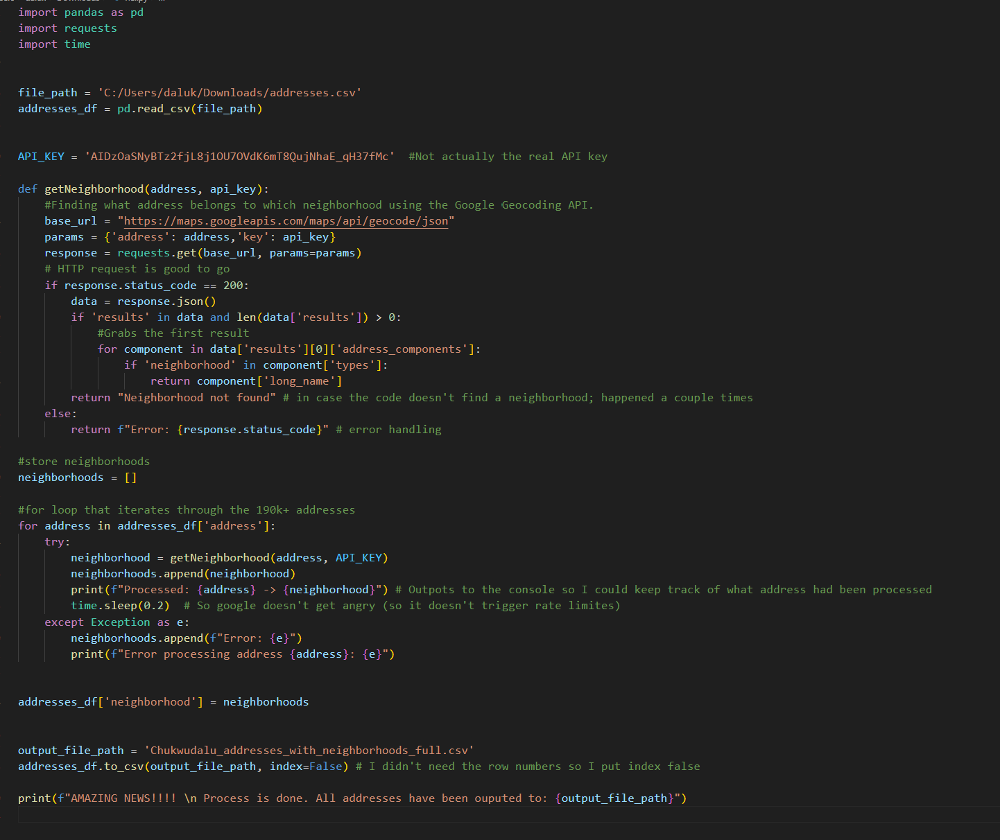 import pandas as pd
import requests
import time
file_path = 'C:/Users/daluk/Downloads/addresses.csv'
addresses_df = pd.read_csv(file_path)
API_KEY = 'AIDzOaSNyBTz2fjL8j1OU7OVdK6mT8QujNhaE_qH37fMc'  #Not actually the real API key
def getNeighborhood(address, api_key):
    #Finding what address belongs to which neighborhood using the Google Geocoding API.
    base_url = "https://maps.googleapis.com/maps/api/geocode/json"
    params = {'address': address,'key': api_key}
    response = requests.get(base_url, params=params)
    # HTTP request is good to go
    if response.status_code == 200:
        data = response.json()
        if 'results' in data and len(data['results']) > 0:
            #Grabs the first result
            for component in data['results'][0]['address_components']:
                if 'neighborhood' in component['types']:
                    return component['long_name']
        return "Neighborhood not found" # in case the code doesn't find a neighborhood; happened a couple times
    else:
        return f"Error: {response.status_code}" # error handling
#store neighborhoods
neighborhoods = []
#for loop that iterates through the 190k+ addresses
for address in addresses_df['address']:
    try:
        neighborhood = getNeighborhood(address, API_KEY)
        neighborhoods.append(neighborhood)
        print(f"Processed: {address} -> {neighborhood}") # Outpots to the console so I could keep track of what address had been processed
        time.sleep(0.2)  # So google doesn't get angry (so it doesn't trigger rate limites)
    except Exception as e:
        neighborhoods.append(f"Error: {e}")
        print(f"Error processing address {address}: {e}")
addresses_df['neighborhood'] = neighborhoods
output_file_path = 'Chukwudalu_addresses_with_neighborhoods_full.csv'
addresses_df.to_csv(output_file_path, index=False) # I didn't need the row numbers so I put index false
print(f"AMAZING NEWS!!!! \n Process is done. All addresses have been ouputed to: {output_file_path}")